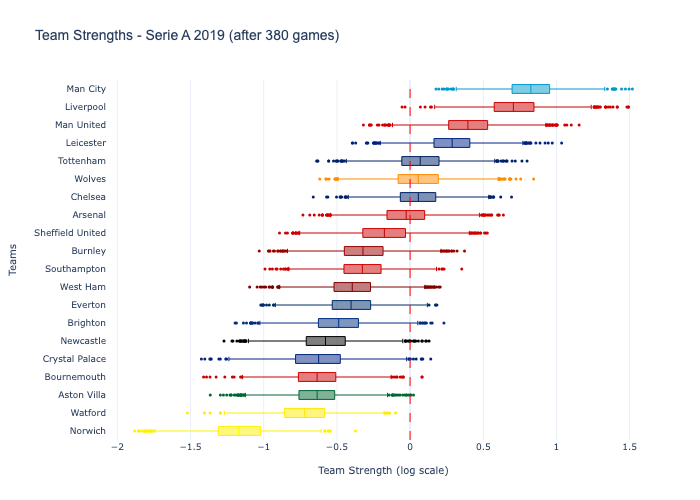 Team Strengths - Serie A 2019 (after 380 games)
Man City
Liverpool
Man United
Leicester
Tottenham
Wolves
Chelsea
Arsenal
Sheffield United
Burnley
Southampton
West Ham
Everton
Brighton
Newcastle
Crystal Palace
Bournemouth
Aston Villa
Watford
Norwich
Teams
−2 −1.5 −1 −0.5 0 0.5 1 1.5
Team Strength (log scale)